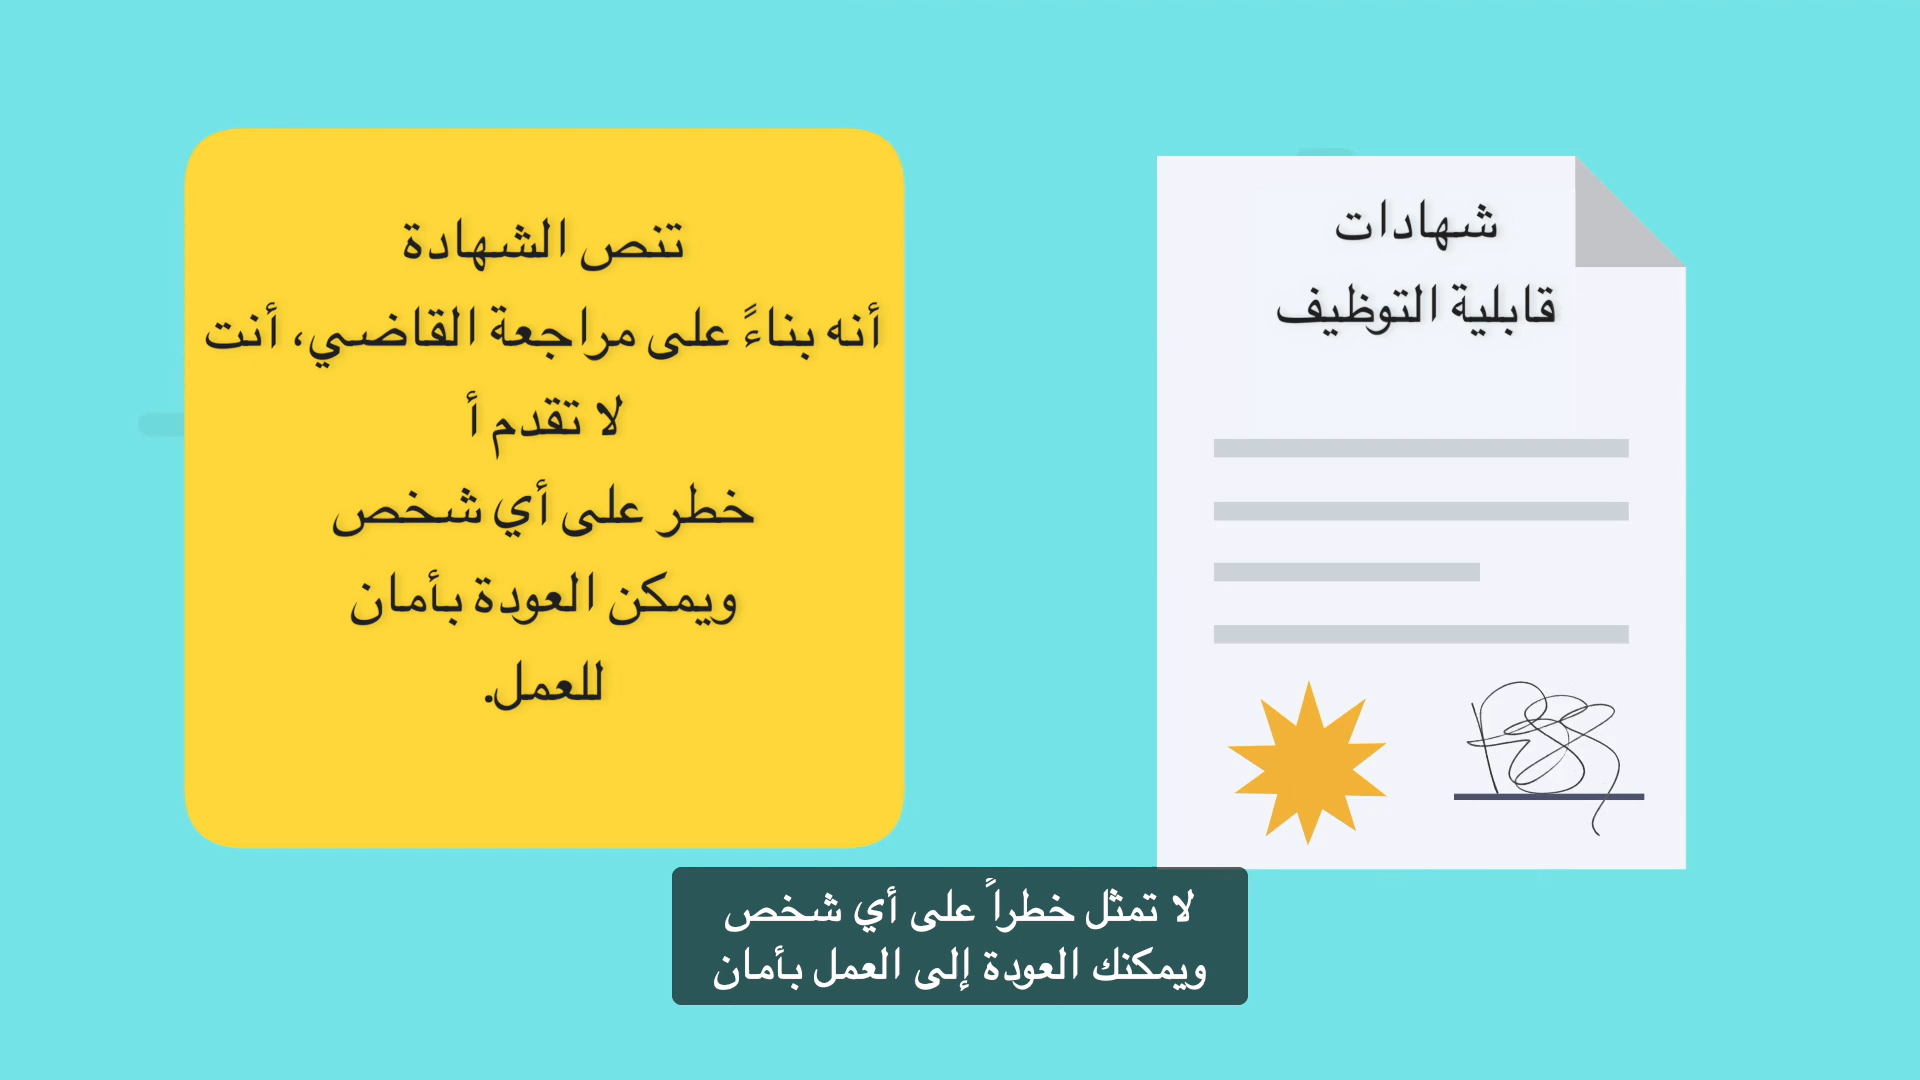 شهادات
قابلية التوظيف
تنص الشهادة
أنه بناءً على مراجعة القاضي، أنت
لا تقدم أ
خطر على أي شخص
ويمكن العودة بأمان
للعمل.
لا تمثل خطراً على أي شخص
ويمكنك العودة إلى العمل بأمان